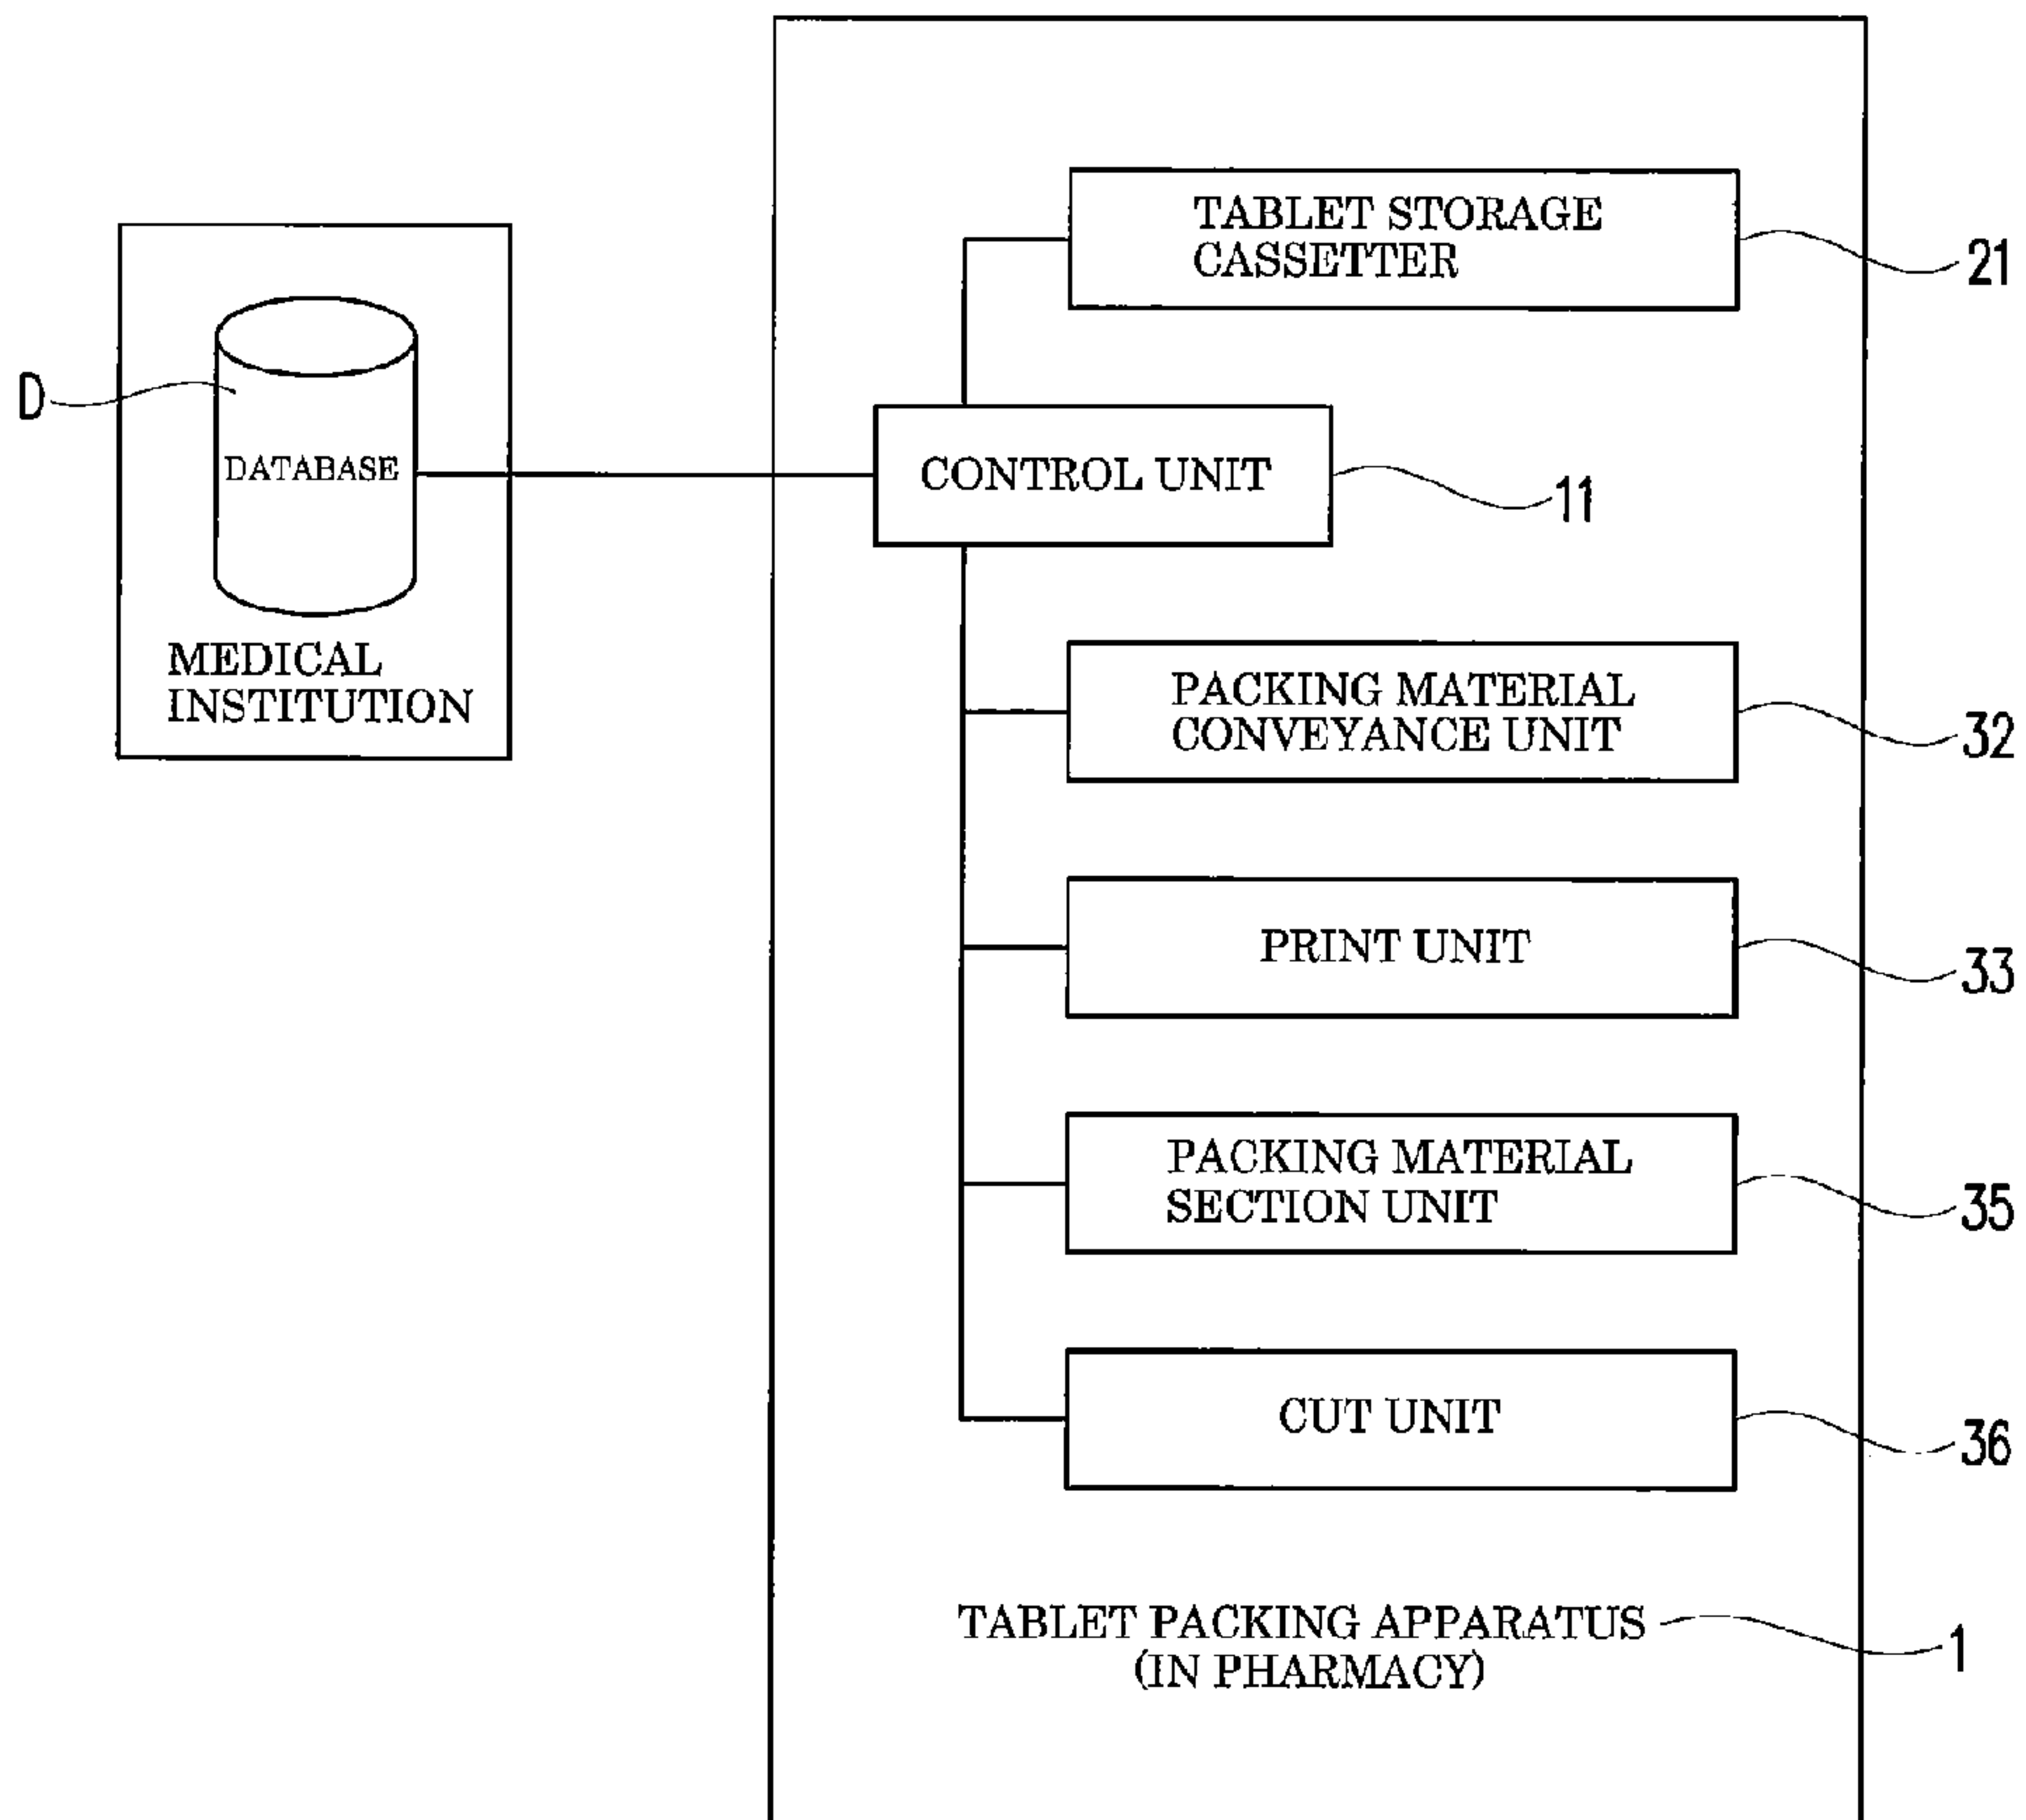 TABLET STORAGE
CASSETTER
21
D
DATABASE
CONTROL UNIT
11
MEDICAL
INSTITUTION
PACKING MATERIAL
CONVEYANCE UNIT
32
PRINT UNIT
33
PACKING MATERIAL
SECTION UNIT
35
CUT UNIT
36
TABLET PACKING APPARATUS
(IN PHARMACY)
1